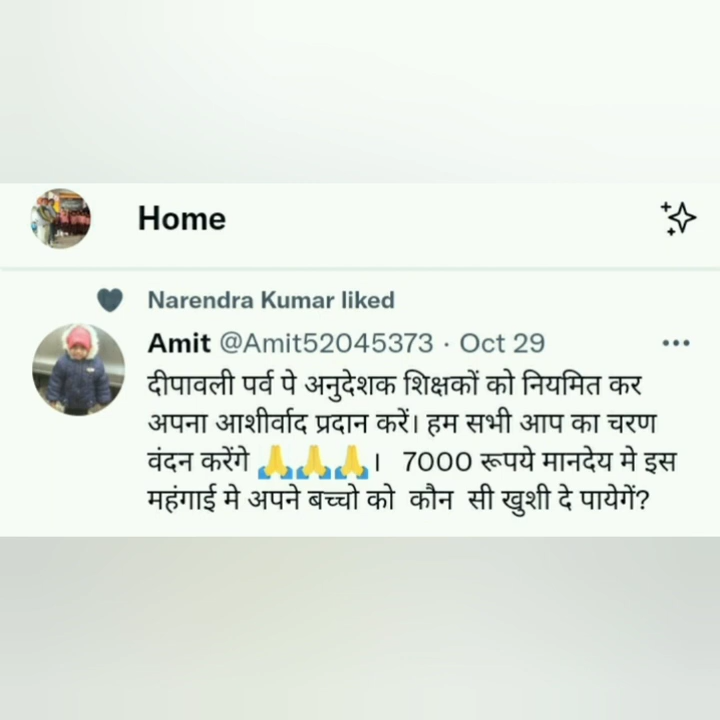 Home
Narendra Kumar liked
Amit @Amit52045373 · Oct 29
दीपावली पर्व पे अनुदेशक शिक्षकों को नियमित कर
अपना आशीर्वाद प्रदान करें। हम सभी आप का चरण
वंदन करेंगे 🙏🙏🙏। 7000 रूपये मानदेय मे इस
महंगाई मे अपने बच्चो को कौन सी खुशी दे पायेगें?